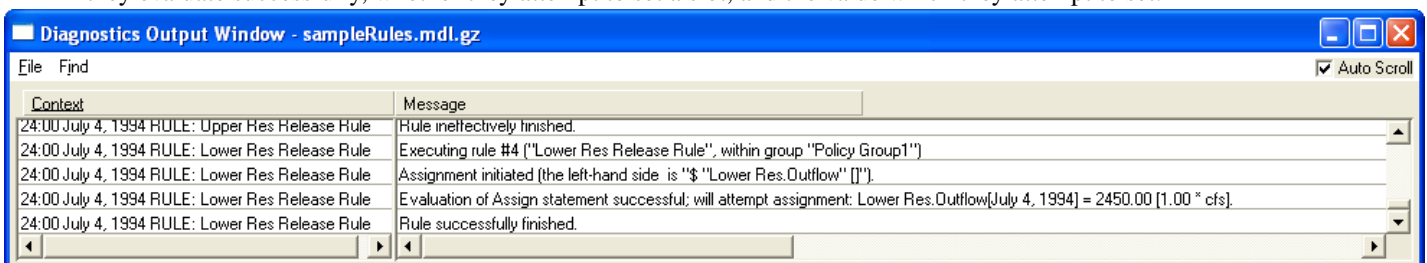 Diagnostics Output Window - sampleRules.mdl.gz
File Find Auto Scroll
Context Message
24:00 July 4, 1994 RULE: Upper Res Release Rule Rule ineffectively finished.
24:00 July 4, 1994 RULE: Lower Res Release Rule Executing rule #4 ("Lower Res Release Rule", within group "Policy Group1")
24:00 July 4, 1994 RULE: Lower Res Release Rule Assignment initiated (the left-hand side is "$ "Lower Res.Outflow" []").
24:00 July 4, 1994 RULE: Lower Res Release Rule Evaluation of Assign statement successful; will attempt assignment: Lower Res.Outflow[July 4, 1994] = 2450.00 [1.00 * cfs].
24:00 July 4, 1994 RULE: Lower Res Release Rule Rule successfully finished.